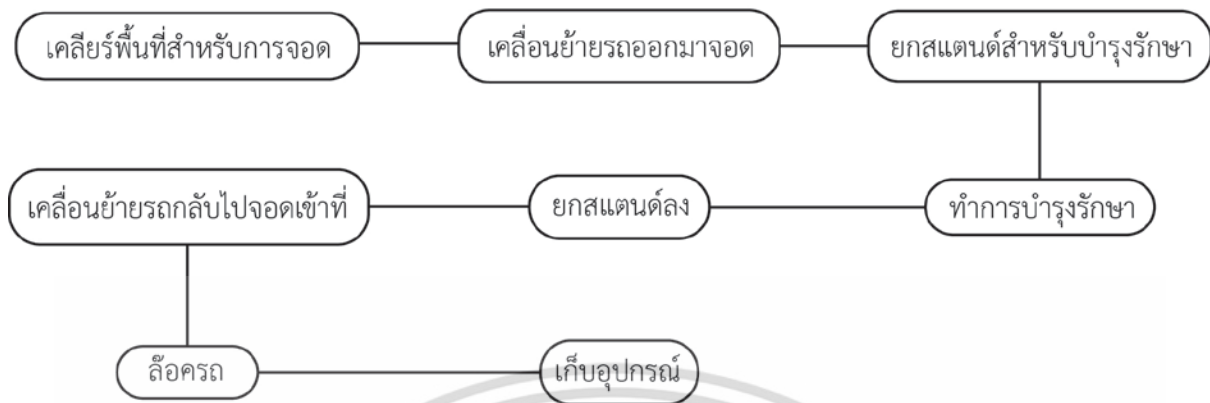 เคลียร์พื้นที่สำหรับการจอด
เคลื่อนย้ายรถออกมาจอด
ยกสแตนด์สำหรับบำรุงรักษา
ทำการบำรุงรักษา
ยกสแตนด์ลง
เคลื่อนย้ายรถกลับไปจอดเข้าที่
ล๊อครถ
เก็บอุปกรณ์